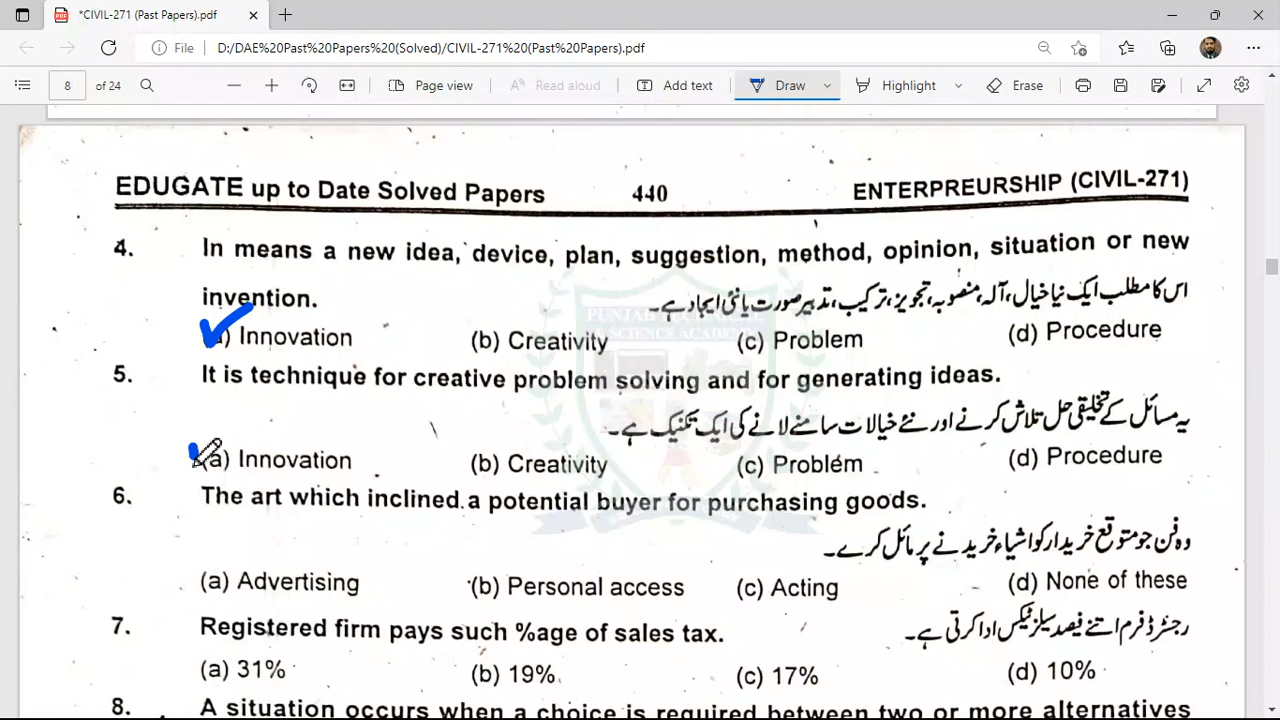 *CIVIL-271 (Past Papers).pdf
File D:/DAE%20Past%20Papers%20(Solved)/CIVIL-271%20(Past%20Papers).pdf
8 of 24 Page view Read aloud Add text Draw Highlight Erase
EDUGATE up to Date Solved Papers 440 ENTERPREURSHIP (CIVIL-271)
4. In means a new idea, device, plan, suggestion, method, opinion, situation or new
invention. اس کا مطلب ایک نیا خیال، آلہ، منصوبہ، تجویز، ترکیب، تدبیر صورت یا نئی ایجاد ہے۔
PUNJAB TECHNICAL
& SCIENCE ACADEMY
(a) Innovation (b) Creativity (c) Problem (d) Procedure
5. It is technique for creative problem solving and for generating ideas.
یہ مسائل کے تخلیقی حل تلاش کرنے اور نئے خیالات سامنے لانے کی ایک تکنیک ہے۔
(a) Innovation (b) Creativity (c) Problem (d) Procedure
6. The art which inclined a potential buyer for purchasing goods.
وہ فن جو متوقع خریدار کو اشیاء خریدنے پر مائل کرے۔
(a) Advertising (b) Personal access (c) Acting (d) None of these
7. Registered firm pays such %age of sales tax. رجسٹرڈ فرم اتنے فیصد سیلز ٹیکس ادا کرتی ہے۔
(a) 31% (b) 19% (c) 17% (d) 10%
8. A situation occurs when a choice is required between two or more alternatives